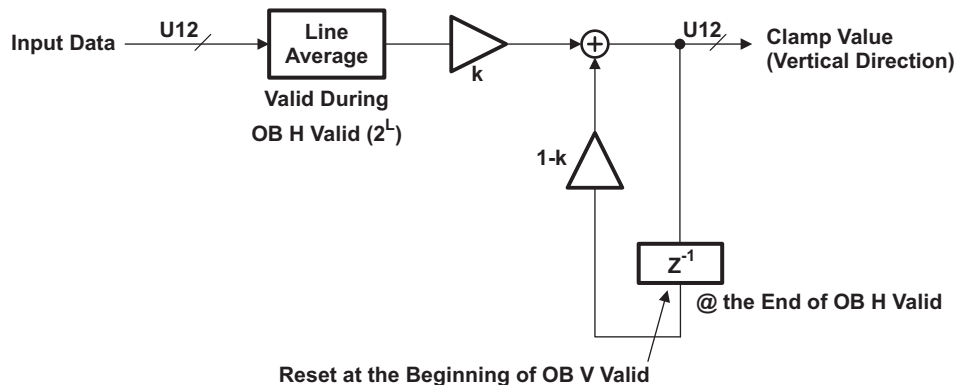 Input Data
U12
Line
Average
Valid During
OB H Valid (2^L)
k
+
U12
Clamp Value
(Vertical Direction)
1-k
Z^-1
@ the End of OB H Valid
Reset at the Beginning of OB V Valid